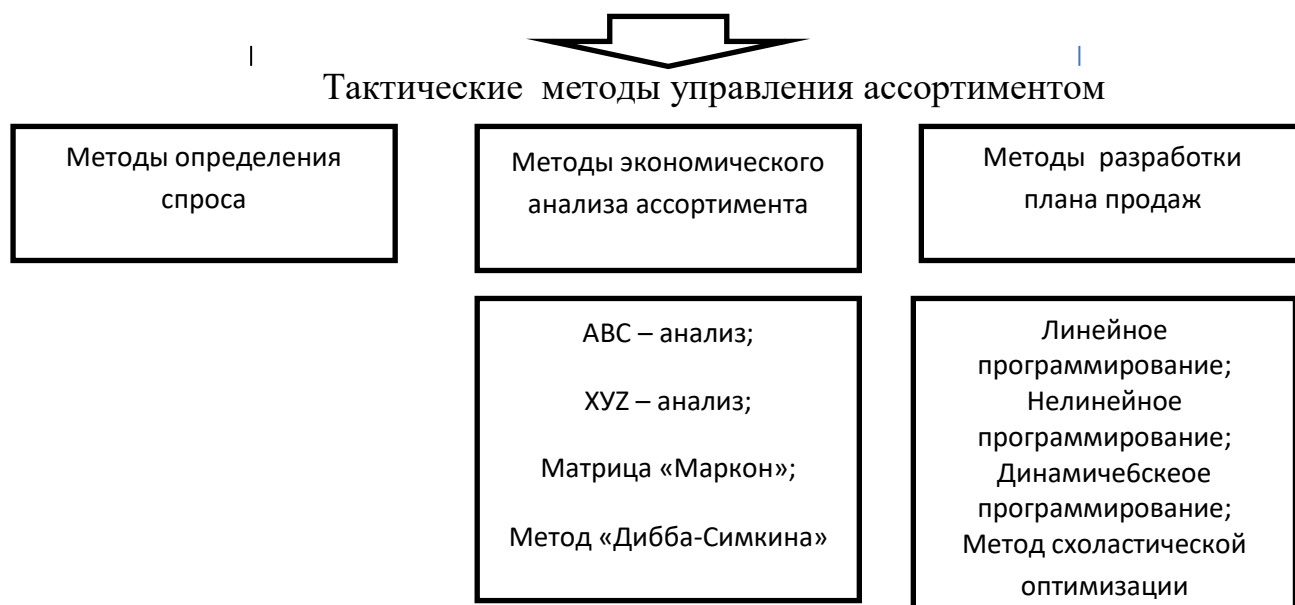 Тактические методы управления ассортиментом
Методы определения
спроса
Методы экономического
анализа ассортимента
Методы разработки
плана продаж
АВС – анализ;
ХУZ – анализ;
Матрица «Маркон»;
Метод «Дибба-Симкина»
Линейное
программирование;
Нелинейное
программирование;
Динамиче6скеое
программирование;
Метод схоластической
оптимизации